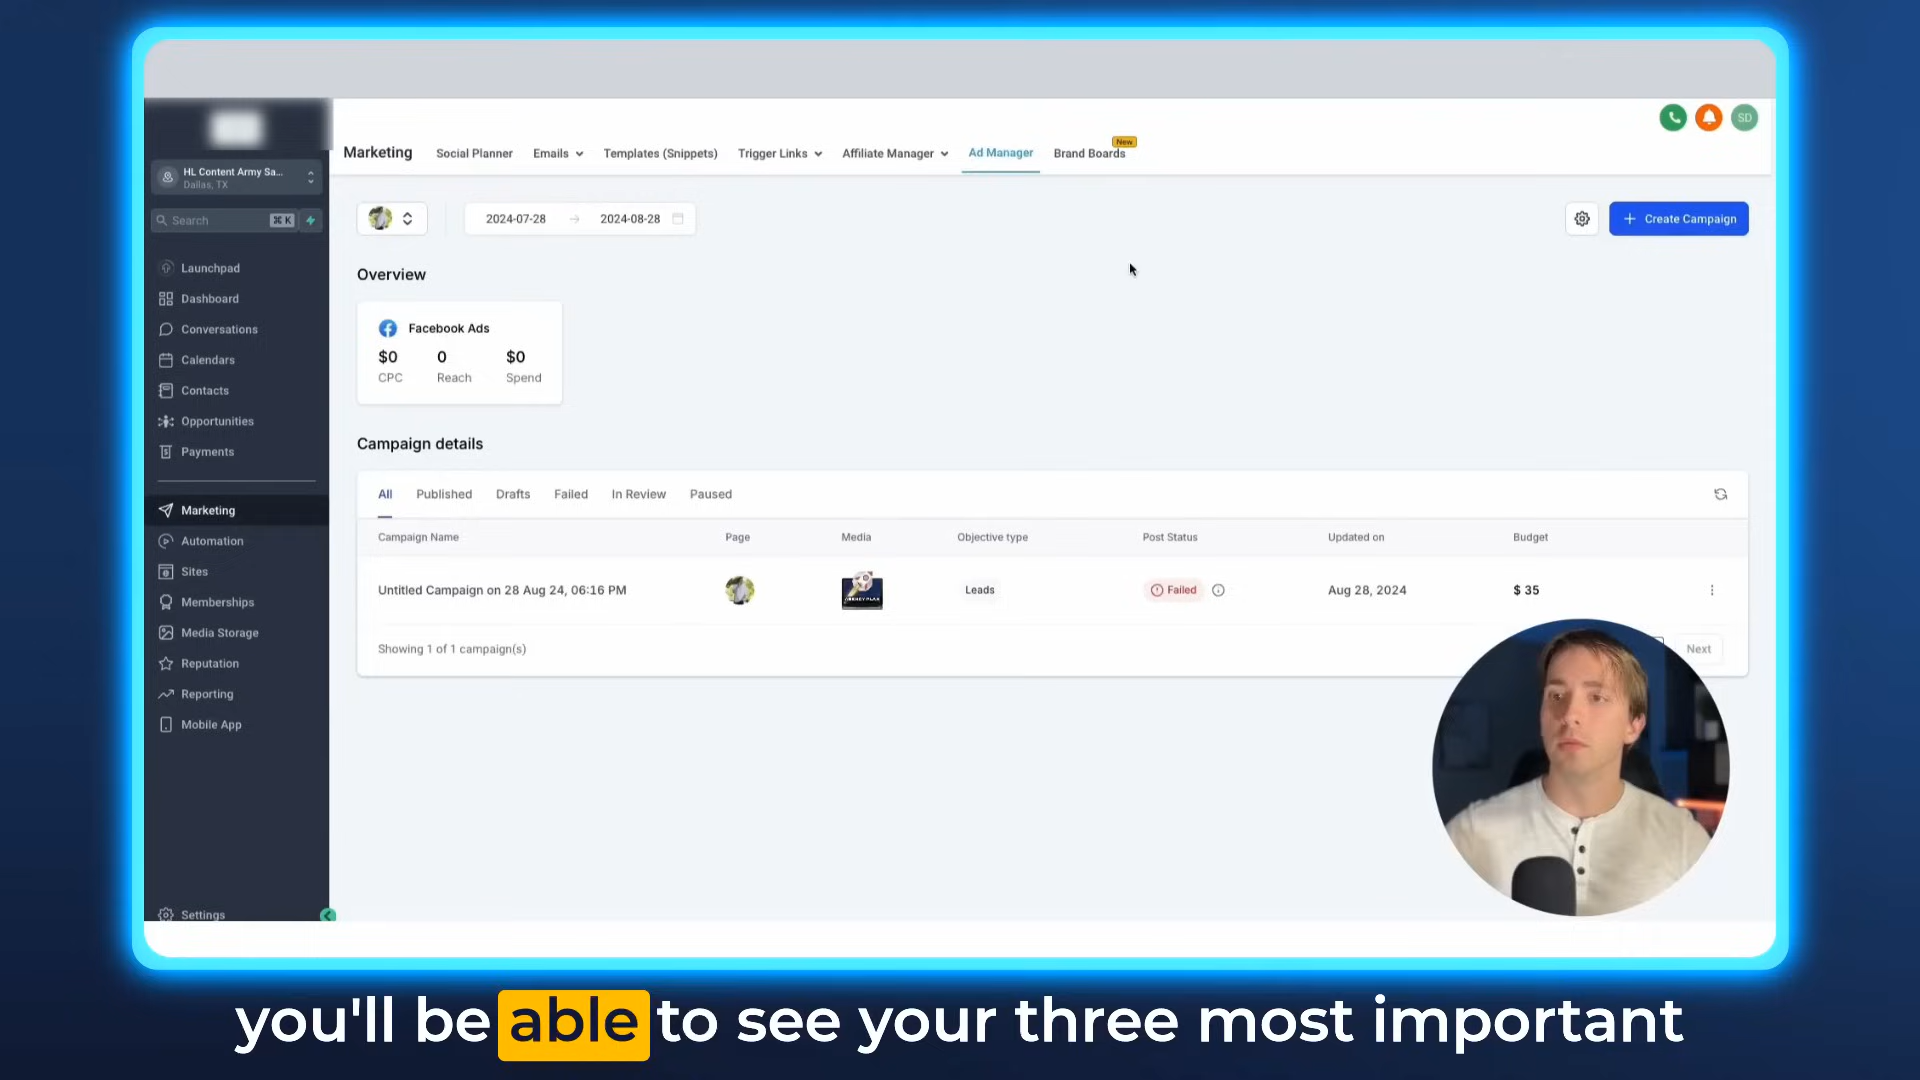 SD
New
Marketing Social Planner Emails Templates (Snippets) Trigger Links Affiliate Manager Ad Manager Brand Boards
HL Content Army Sa...
Dallas, TX
Search ⌘ K
2024-07-28 → 2024-08-28
+ Create Campaign
Launchpad
Dashboard
Conversations
Calendars
Contacts
Opportunities
Payments
Marketing
Automation
Sites
Memberships
Media Storage
Reputation
Reporting
Mobile App
Settings
Overview
Facebook Ads
$0 0 $0
CPC Reach Spend
Campaign details
All Published Drafts Failed In Review Paused
Campaign Name Page Media Objective type Post Status Updated on Budget
Untitled Campaign on 28 Aug 24, 06:16 PM Leads Failed Aug 28, 2024 $ 35
Showing 1 of 1 campaign(s) Next
you'll be able to see your three most important